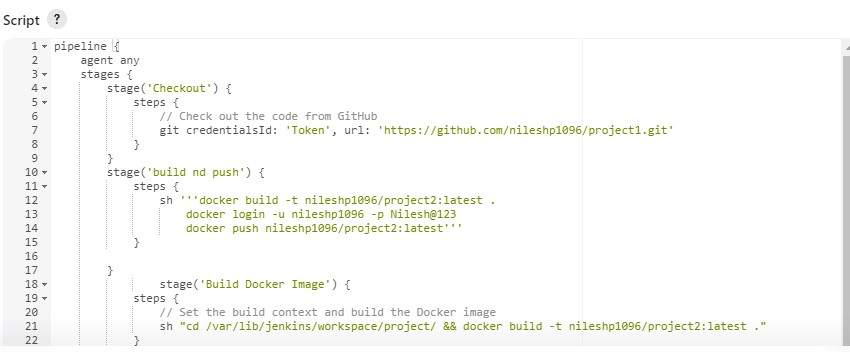 Script ?
1 pipeline {
2 agent any
3 stages {
4 stage('Checkout') {
5 steps {
6 // Check out the code from GitHub
7 git credentialsId: 'Token', url: 'https://github.com/nileshp1096/project1.git'
8 }
9 }
10 stage('build nd push') {
11 steps {
12 sh '''docker build -t nileshp1096/project2:latest .
13 docker login -u nileshp1096 -p Nilesh@123
14 docker push nileshp1096/project2:latest'''
15 }
16
17 }
18 stage('Build Docker Image') {
19 steps {
20 // Set the build context and build the Docker image
21 sh "cd /var/lib/jenkins/workspace/project/ && docker build -t nileshp1096/project2:latest ."
22 }